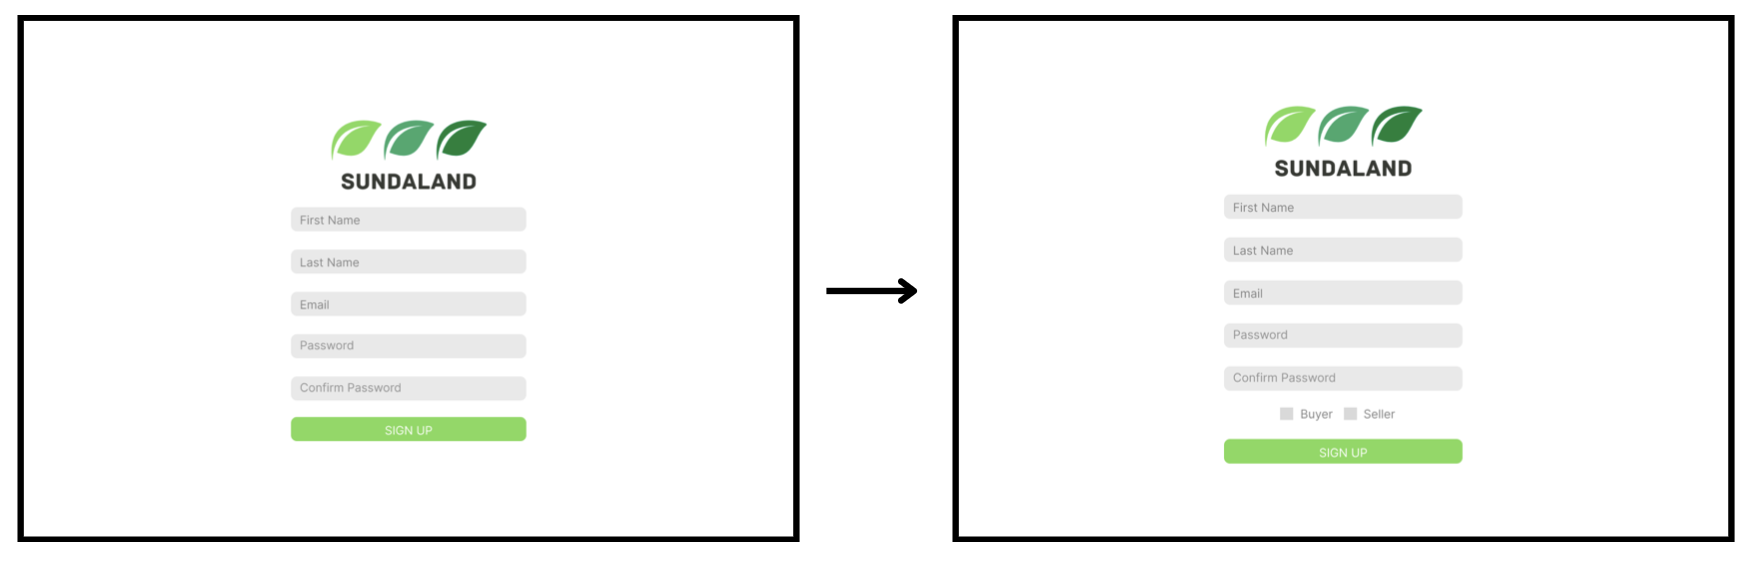 SUNDALAND
First Name
Last Name
Email
Password
Confirm Password
SIGN UP
SUNDALAND
First Name
Last Name
Email
Password
Confirm Password
Buyer Seller
SIGN UP